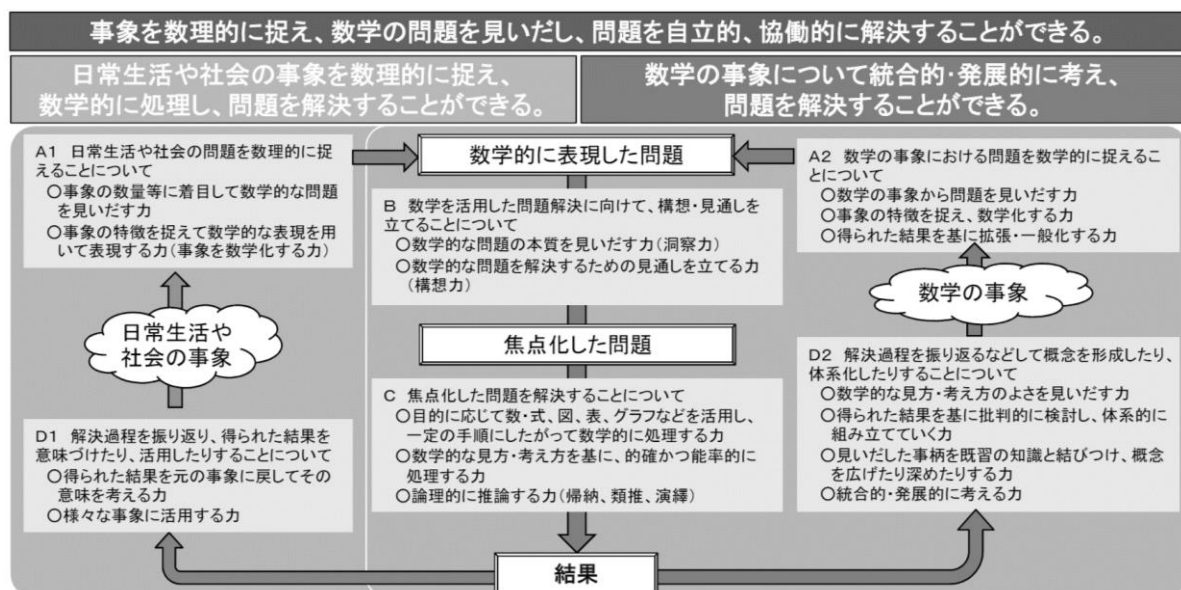 事象を数理的に捉え、数学の問題を見いだし、問題を自立的、協働的に解決することができる。
日常生活や社会の事象を数理的に捉え、
数学的に処理し、問題を解決することができる。
数学の事象について統合的・発展的に考え、
問題を解決することができる。
A1 日常生活や社会の問題を数理的に捉
えることについて
○事象の数量等に着目して数学的な問題
を見いだす力
○事象の特徴を捉えて数学的な表現を用
いて表現する力(事象を数学化する力)
日常生活や
社会の事象
D1 解決過程を振り返り、得られた結果を
意味づけたり、活用したりすることについて
○得られた結果を元の事象に戻してその
意味を考える力
○様々な事象に活用する力
数学的に表現した問題
B 数学を活用した問題解決に向けて、構想・見通し
を立てることについて
○数学的な問題の本質を見いだす力(洞察力)
○数学的な問題を解決するための見通しを立てる力
(構想力)
焦点化した問題
C 焦点化した問題を解決することについて
○目的に応じて数・式、図、表、グラフなどを活用し、
一定の手順にしたがって数学的に処理する力
○数学的な見方・考え方を基に、的確かつ能率的に
処理する力
○論理的に推論する力(帰納、類推、演繹)
結果
A2 数学の事象における問題を数学的に捉えるこ
とについて
○数学の事象から問題を見いだす力
○事象の特徴を捉え、数学化する力
○得られた結果を基に拡張・一般化する力
数学の事象
D2 解決過程を振り返るなどして概念を形成したり、
体系化したりすることについて
○数学的な見方・考え方のよさを見いだす力
○得られた結果を基に批判的に検討し、体系的に
組み立てていく力
○見いだした事柄を既習の知識と結びつけ、概念
を広げたり深めたりする力
○統合的・発展的に考える力